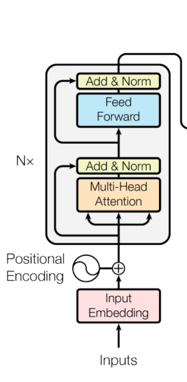 Add & Norm
Feed
Forward
N×
Add & Norm
Multi-Head
Attention
Positional
Encoding
Input
Embedding
Inputs